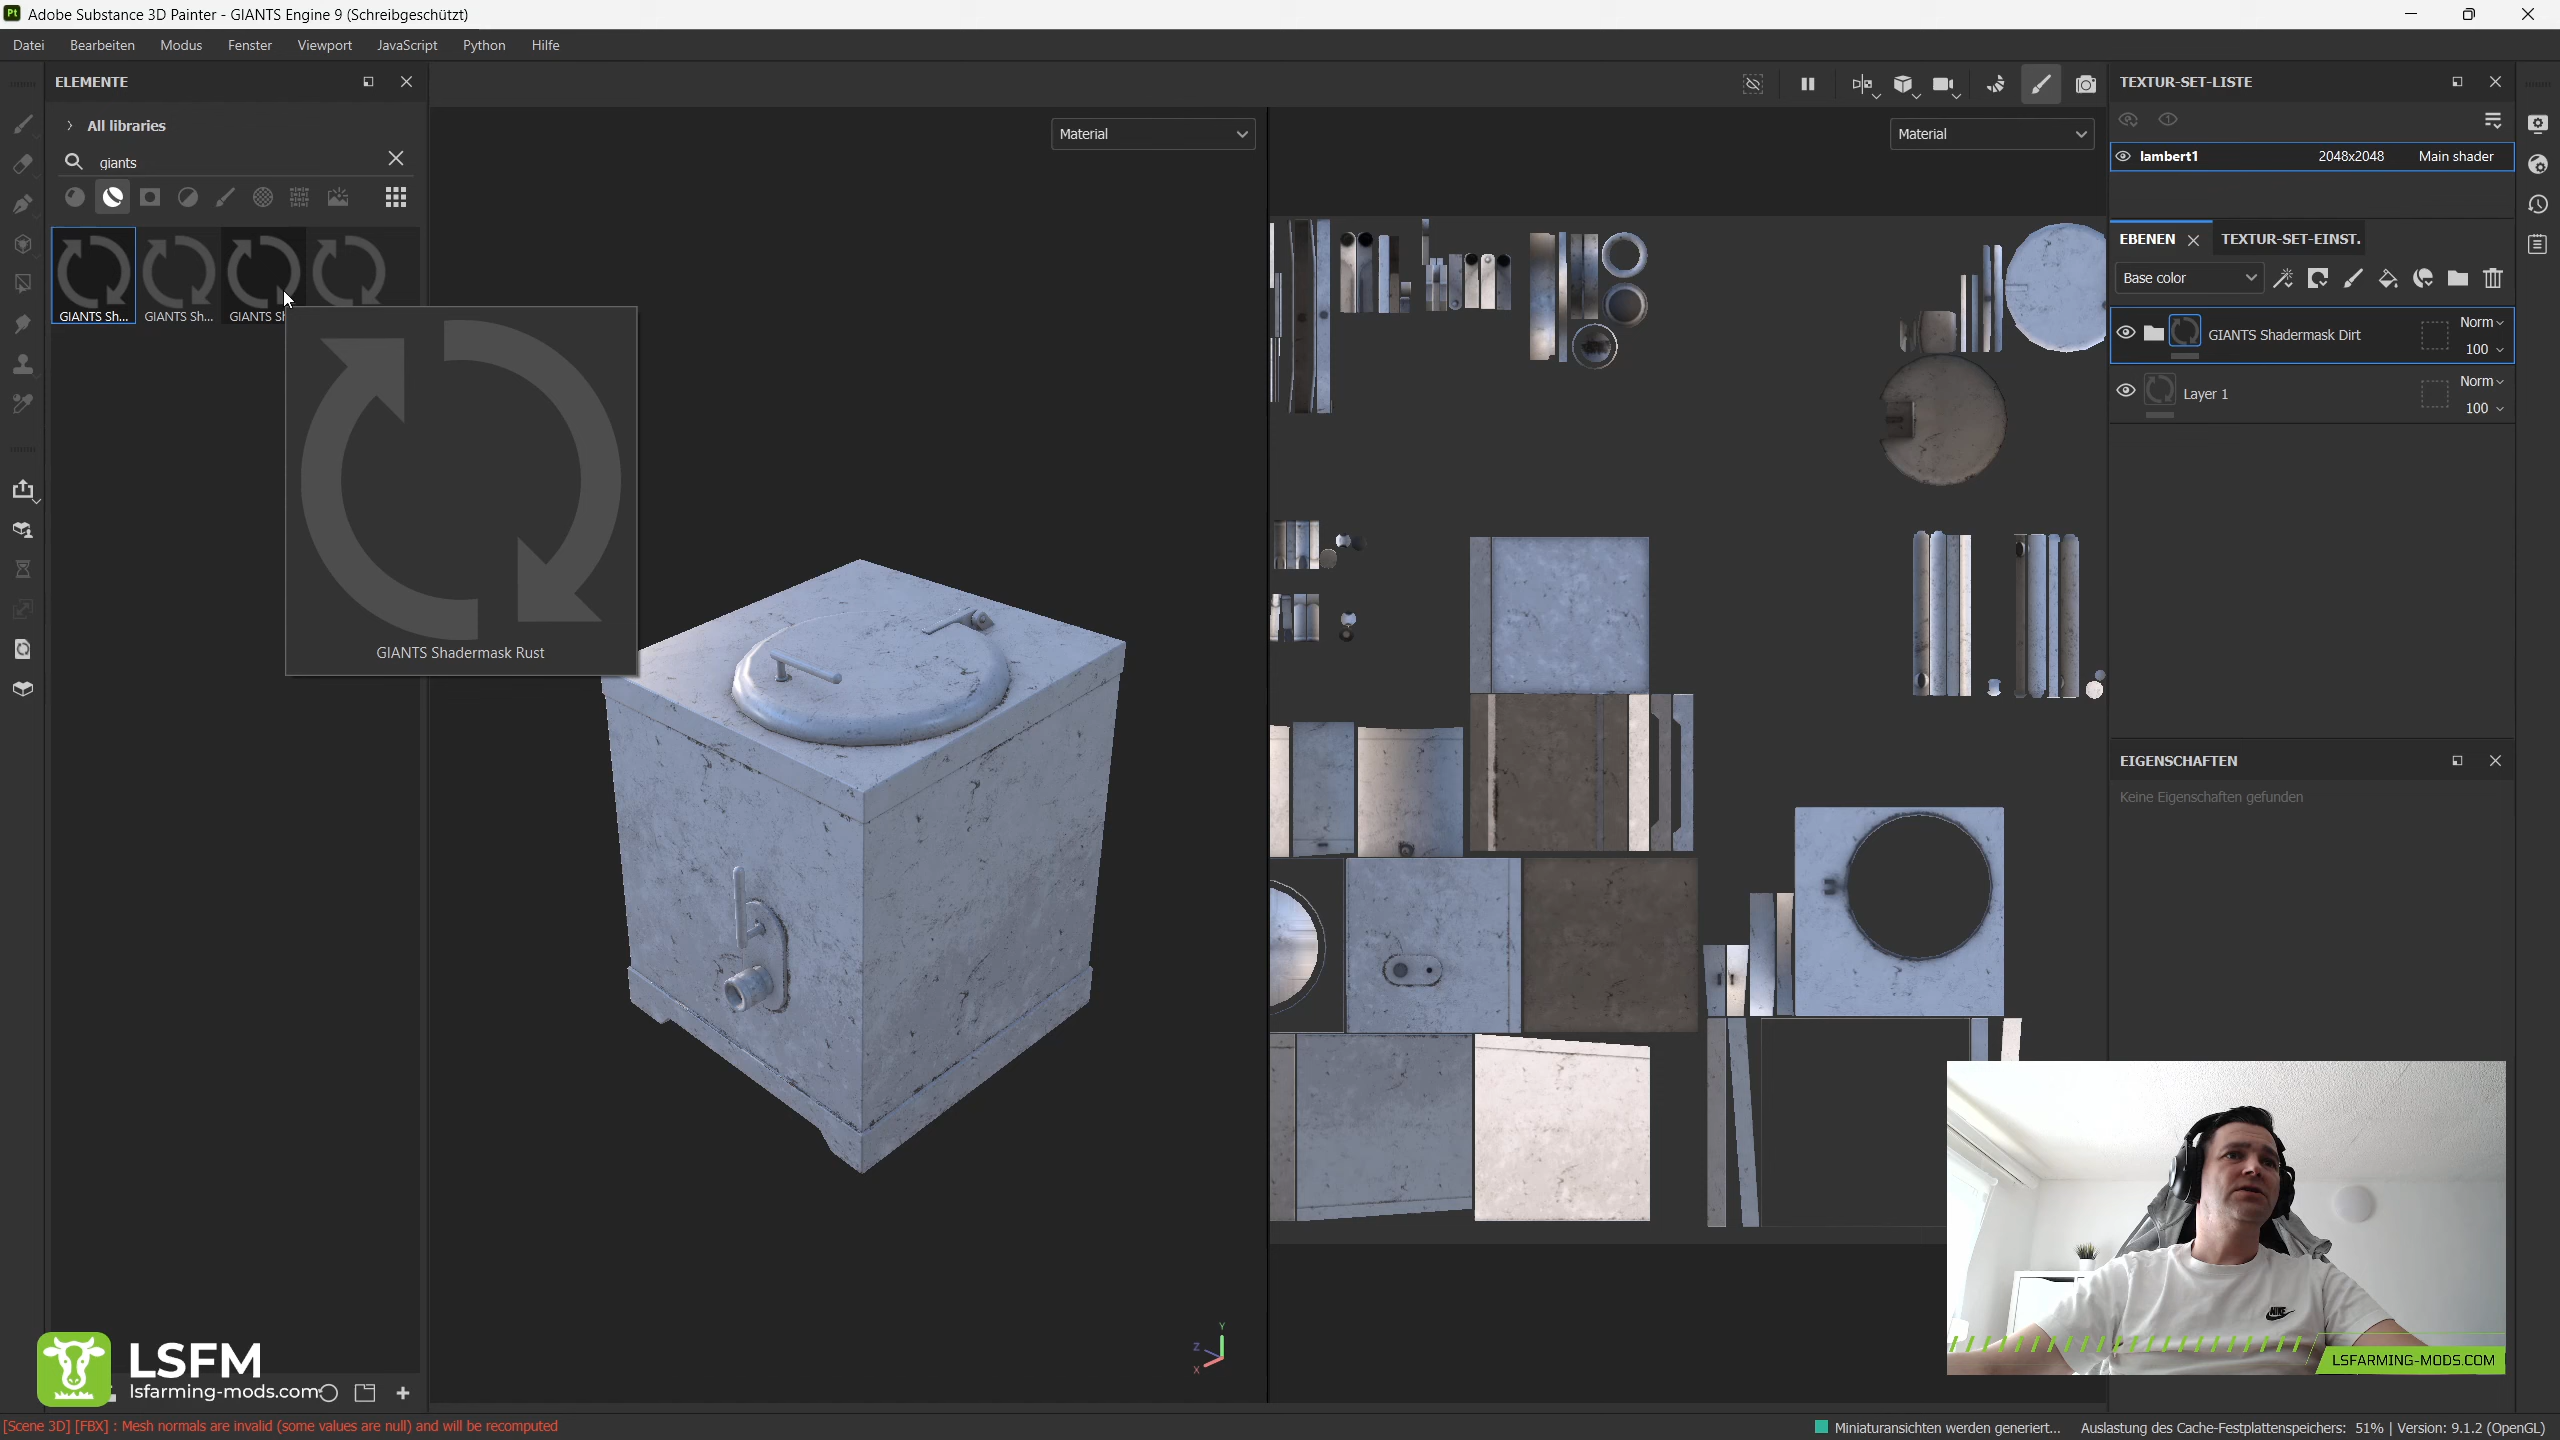 Pt Adobe Substance 3D Painter - GIANTS Engine 9 (Schreibgeschützt)
Datei Bearbeiten Modus Fenster Viewport JavaScript Python Hilfe
ELEMENTE
All libraries
giants
GIANTS Sh... GIANTS Sh... GIANTS Sh
GIANTS Shadermask Rust
Material
Material
TEXTUR-SET-LISTE
lambert1 2048x2048 Main shader
EBENEN TEXTUR-SET-EINST.
Base color
GIANTS Shadermask Dirt Norm
100
Layer 1 Norm
100
EIGENSCHAFTEN
Keine Eigenschaften gefunden
Y
Z
X
NIKE
LSFARMING-MODS.COM
LSFM
lsfarming-mods.com
[Scene 3D] [FBX] : Mesh normals are invalid (some values are null) and will be recomputed
Miniaturansichten werden generiert... Auslastung des Cache-Festplattenspeichers: 51% | Version: 9.1.2 (OpenGL)